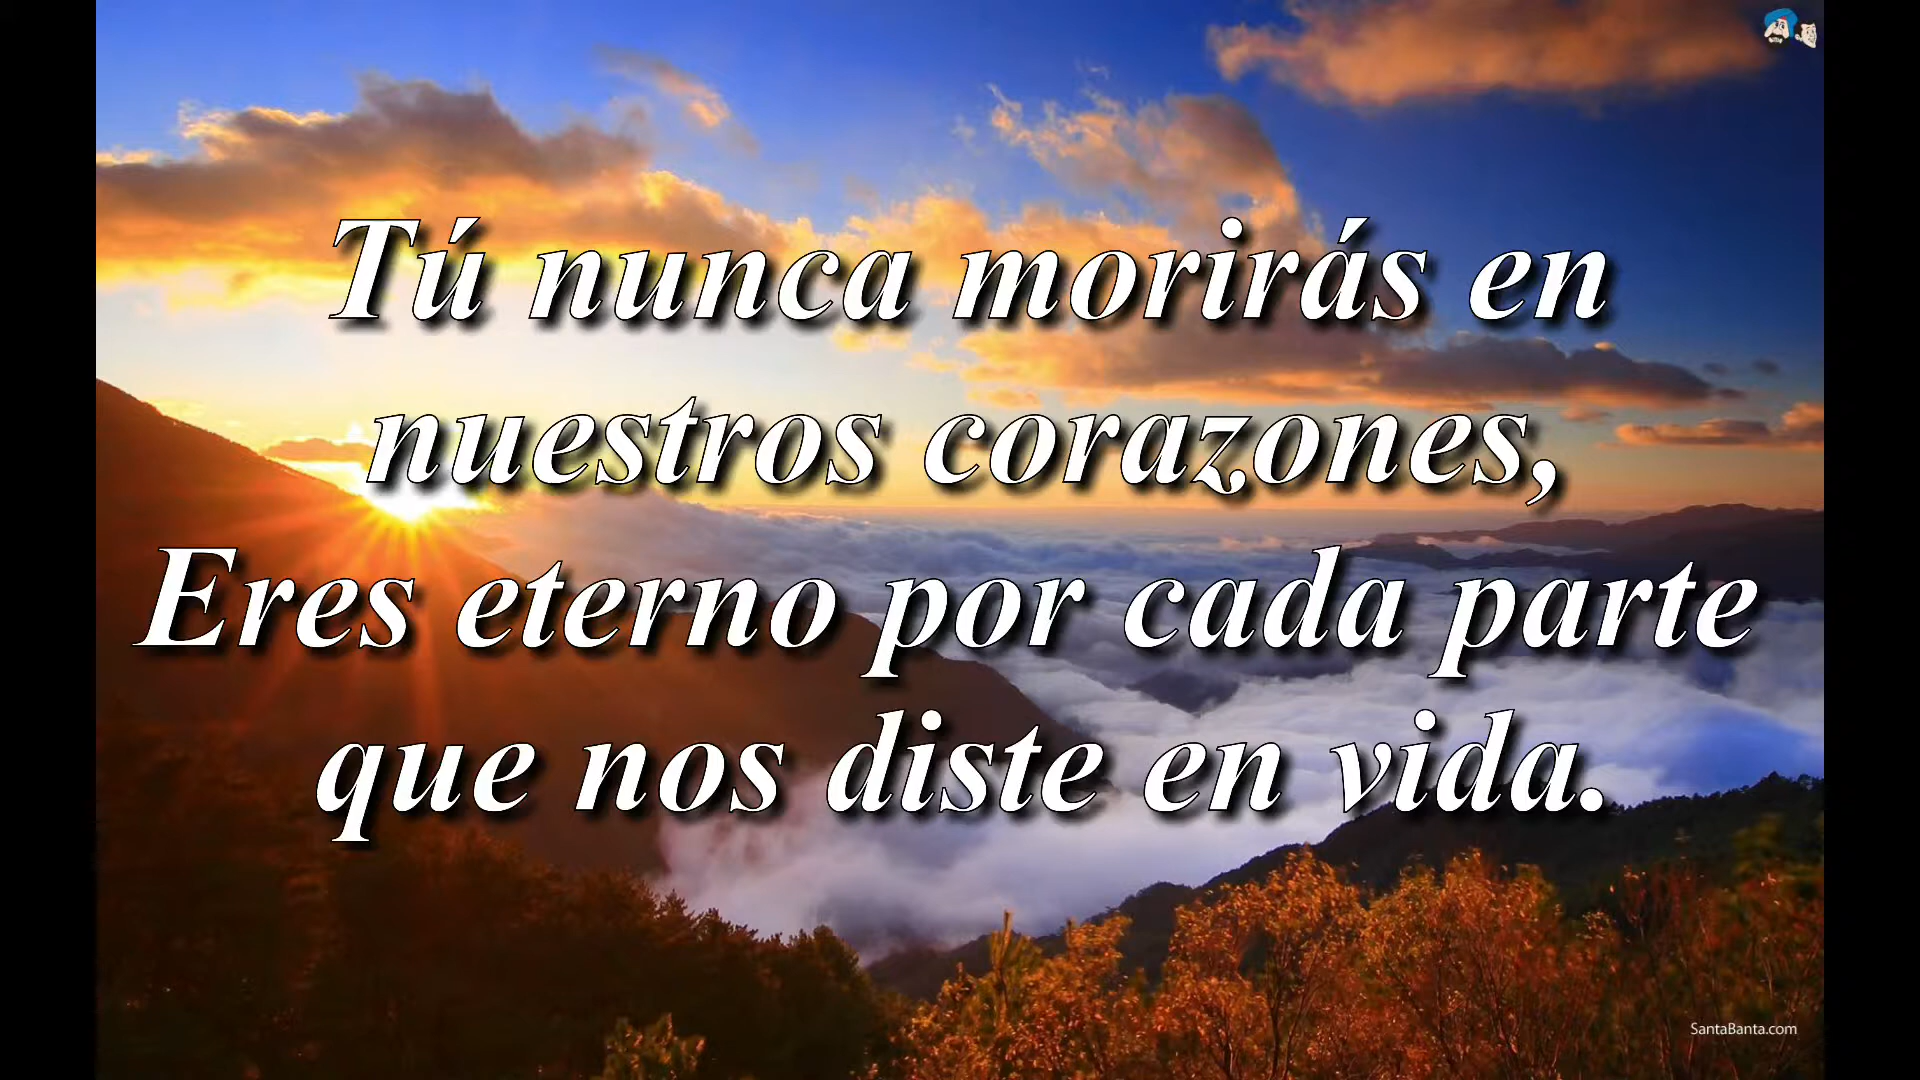 Tú nunca morirás en
nuestros corazones,
Eres eterno por cada parte
que nos diste en vida.
SantaBanta.com